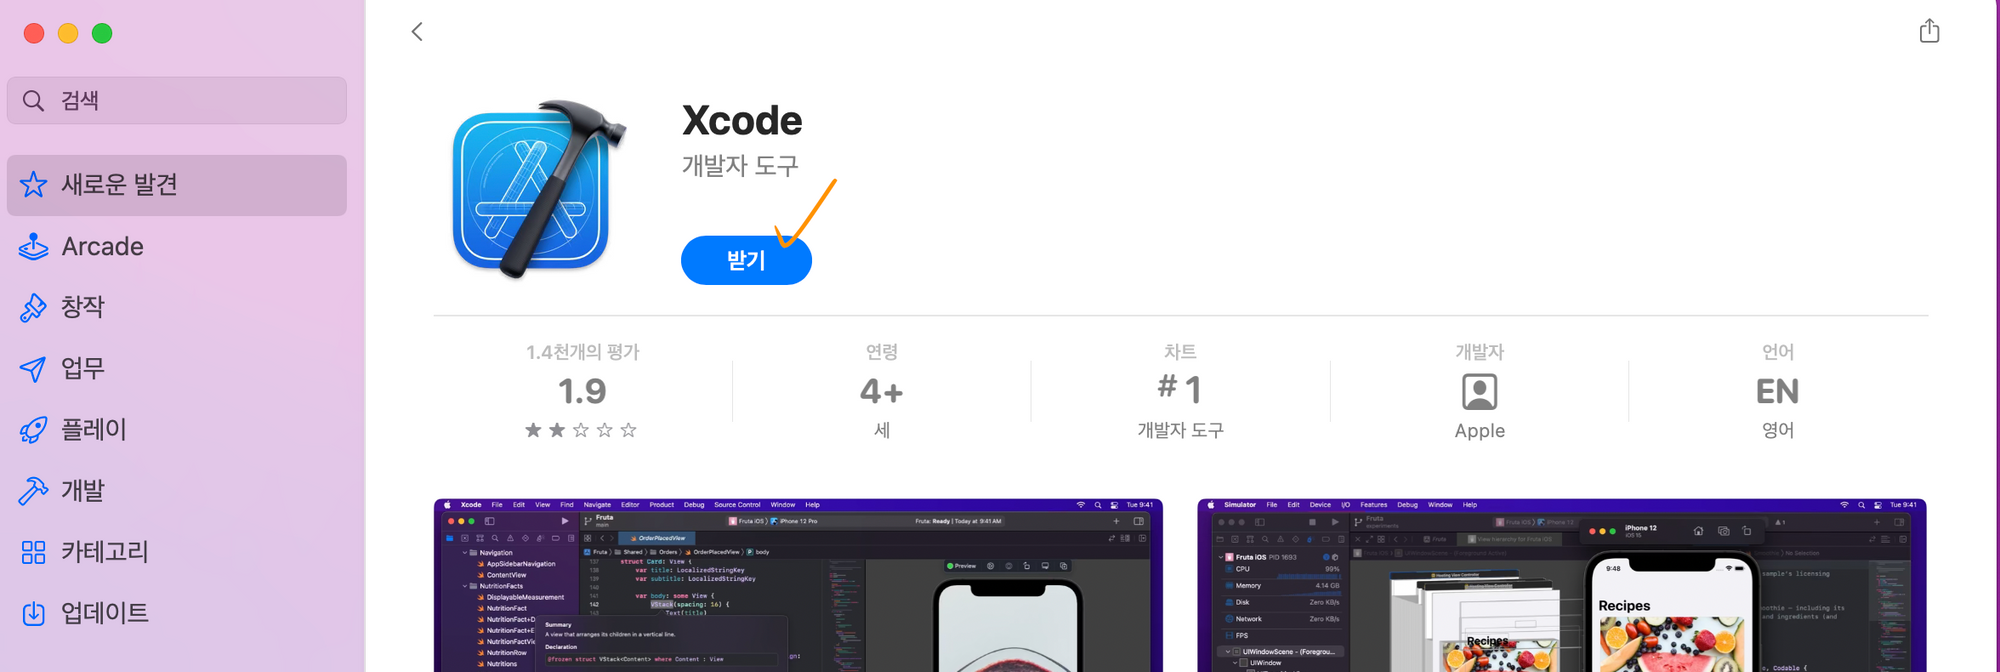 검색
새로운 발견
Arcade
창작
업무
플레이
개발
카테고리
업데이트
Xcode
개발자 도구
받기
1.4천개의 평가
1.9
연령
4+
세
차트
#1
개발자 도구
개발자
Apple
언어
EN
영어
Xcode File Edit View Find Navigate Editor Product Debug Source Control Window Help
Tue 9:41
Fruta
main
Fruta iOS iPhone 12 Pro
Fruta: Ready | Today at 9:41 AM
OrderPlacedView
Fruta Shared Orders OrderPlacedView body
Navigation
AppSidebarNavigation
ContentView
NutritionFacts
DisplayableMeasurement
NutritionFact
NutritionFact+D
NutritionFact+E
NutritionFactVi
NutritionRow
Nutritions
137 struct Card: View {
138 var title: LocalizedStringKey
139 var subtitle: LocalizedStringKey
var body: some View {
142 VStack(spacing: 16) {
Text(title)
Summary
A view that arranges its children in a vertical line.
Declaration
@frozen struct VStack<Content> where Content : View
Preview
Simulator File Edit Device I/O Features Debug Window Help
Tue 9:41
Fruta
Fruta iOS iPhone 12
iPhone 12
iOS 15
Fruta
View hierarchy for Fruta iOS
Fruta iOS PID 1693
CPU 99%
Memory 4.14 GB
Disk Zero KB/s
Network Zero KB/s
FPS
UIWindowScene - (Foregrou...
UIWindow
9:48
Recipes
Recipes
sample's licensing